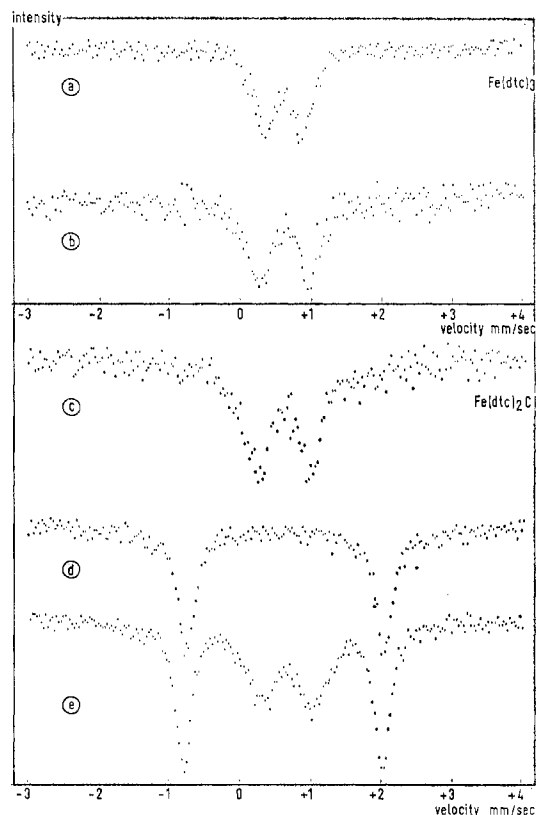 intensity
ⓐ
Fe(dtc)3
ⓑ
-3 -2 -1 0 +1 +2 +3 +4
velocity mm/sec
ⓒ
Fe(dtc)2C
ⓓ
ⓔ
-3 -2 -1 0 +1 +2 +3 +4
velocity mm/sec